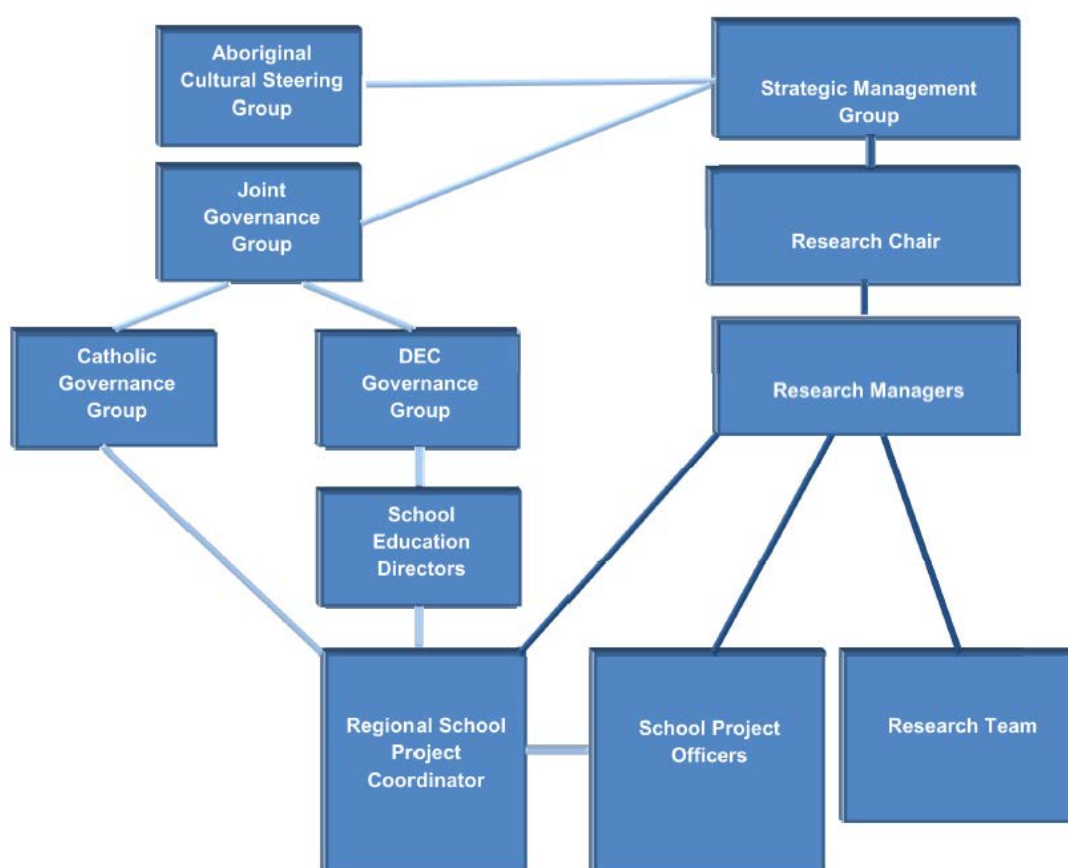 Aboriginal
Cultural Steering
Group
Strategic Management
Group
Joint
Governance
Group
Research Chair
Catholic
Governance
Group
DEC
Governance
Group
Research Managers
School
Education
Directors
Regional School
Project
Coordinator
School Project
Officers
Research Team